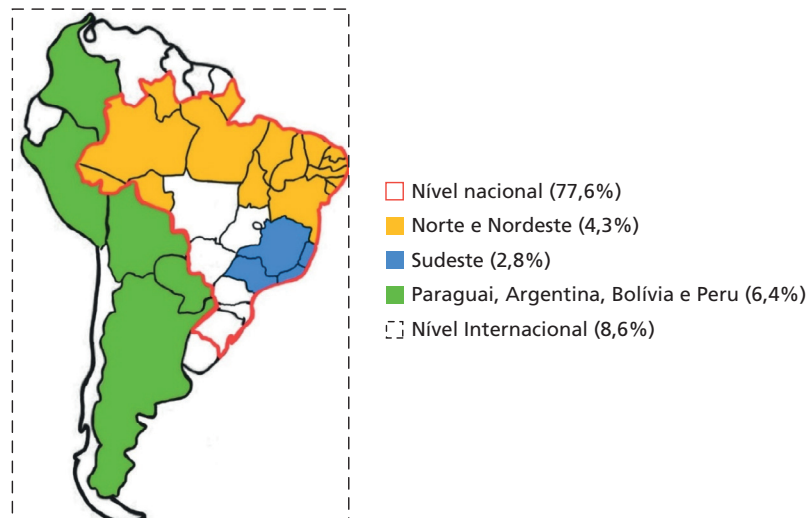 Nível nacional (77,6%)
Norte e Nordeste (4,3%)
Sudeste (2,8%)
Paraguai, Argentina, Bolívia e Peru (6,4%)
Nível Internacional (8,6%)